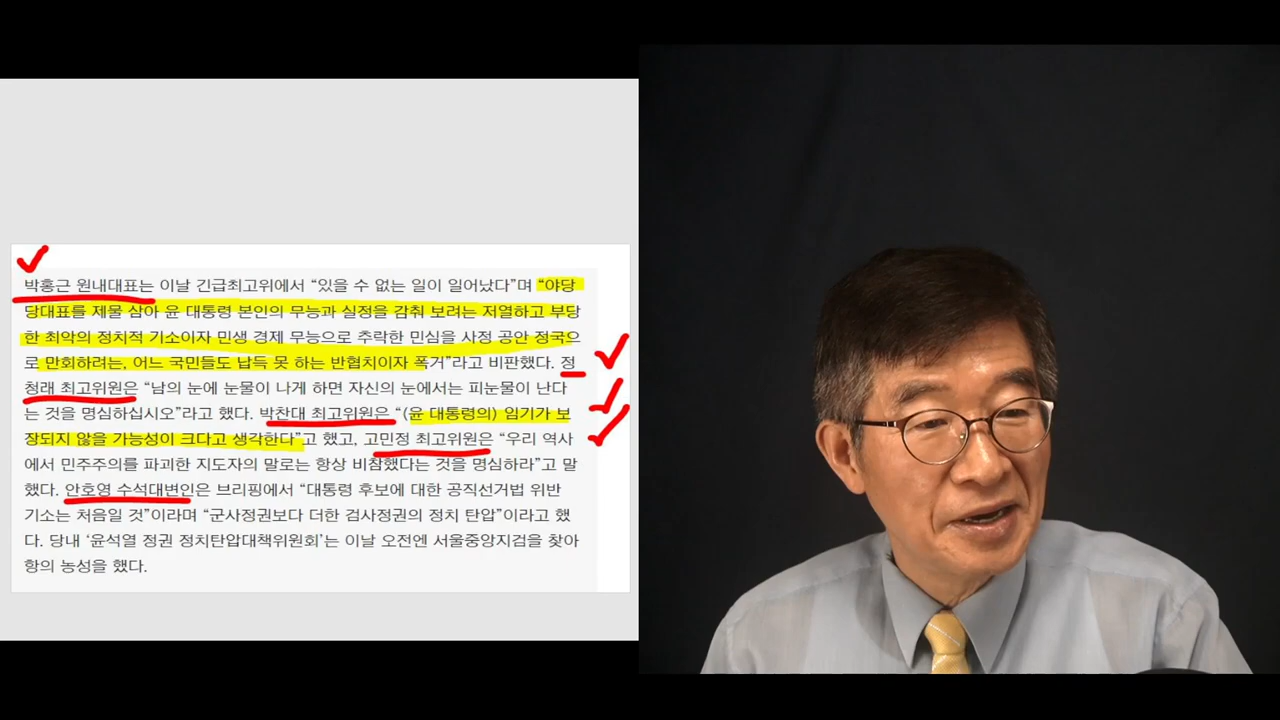 박홍근 원내대표는 이날 긴급최고위에서 “있을 수 없는 일이 일어났다”며 “야당
당대표를 제물 삼아 윤 대통령 본인의 무능과 실정을 감춰 보려는 저열하고 부당
한 최악의 정치적 기소이자 민생 경제 무능으로 추락한 민심을 사정 공안 정국으
로 만회하려는, 어느 국민들도 납득 못 하는 반협치이자 폭거”라고 비판했다. 정
청래 최고위원은 “남의 눈에 눈물이 나게 하면 자신의 눈에서는 피눈물이 난다
는 것을 명심하십시오”라고 했다. 박찬대 최고위원은 “(윤 대통령의) 임기가 보
장되지 않을 가능성이 크다고 생각한다”고 했고, 고민정 최고위원은 “우리 역사
에서 민주주의를 파괴한 지도자의 말로는 항상 비참했다는 것을 명심하라”고 말
했다. 안호영 수석대변인은 브리핑에서 “대통령 후보에 대한 공직선거법 위반
기소는 처음일 것”이라며 “군사정권보다 더한 검사정권의 정치 탄압”이라고 했
다. 당내 ‘윤석열 정권 정치탄압대책위원회’는 이날 오전엔 서울중앙지검을 찾아
항의 농성을 했다.